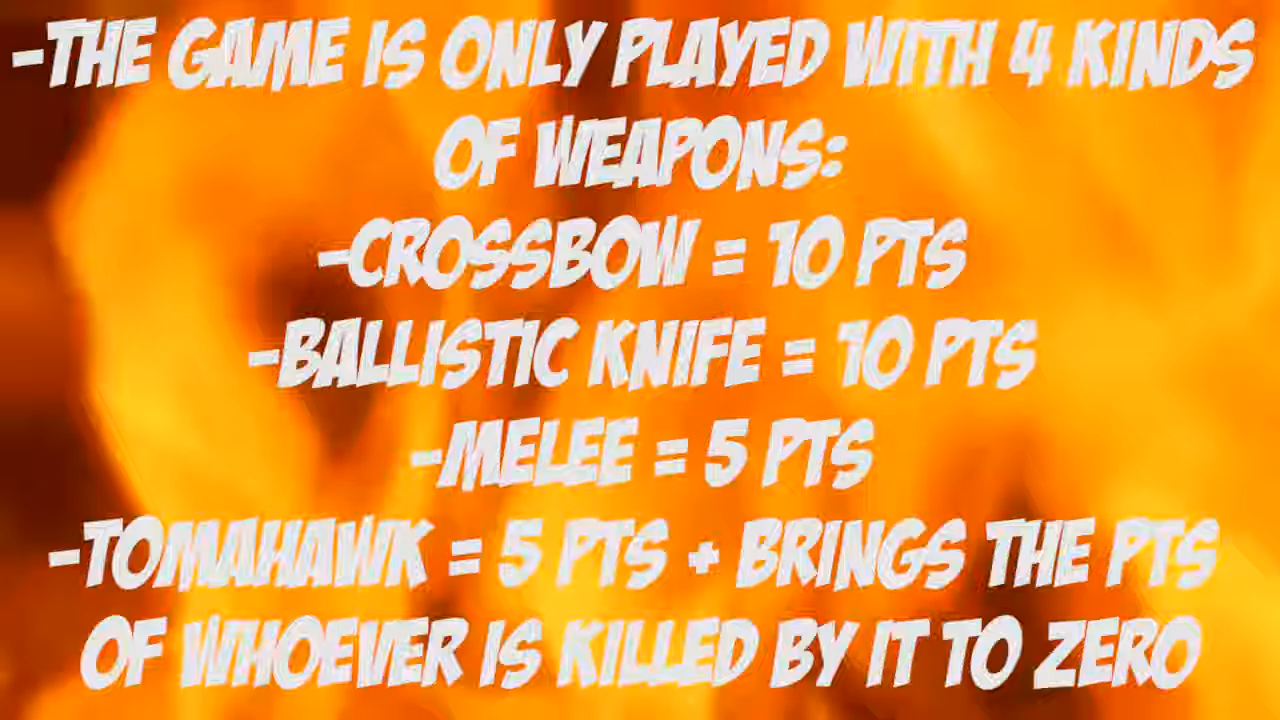 -THE GAME IS ONLY PLAYED WITH 4 KINDS
OF WEAPONS:
-CROSSBOW = 10 PTS
-BALLISTIC KNIFE = 10 PTS
-MELEE = 5 PTS
-TOMAHAWK = 5 PTS + BRINGS THE PTS
OF WHOEVER IS KILLED BY IT TO ZERO